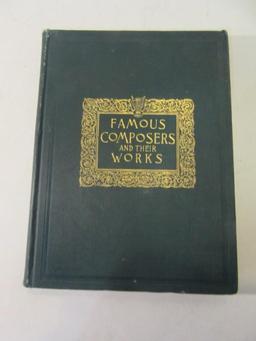 FAMOUS
COMPOSERS
AND THEIR
WORKS